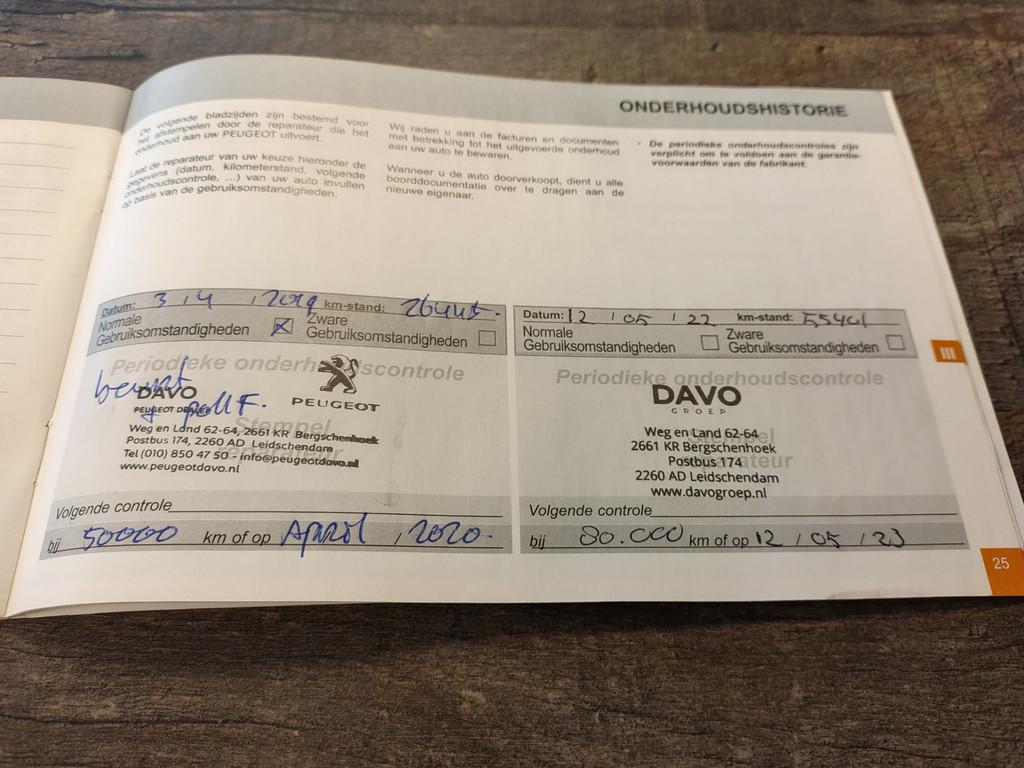 ONDERHOUDSHISTORIE
De volgende bladzijden zijn bestemd voor
het afstempelen door de reparateur die het
onderhoud aan uw PEUGEOT uitvoert.
Laat de reparateur van uw keuze hieronder de
gegevens (datum, kilometerstand, volgende
onderhoudscontrole, ...) van uw auto invullen
op basis van de gebruiksomstandigheden.
Wij raden u aan de facturen en documenten
met betrekking tot het uitgevoerde onderhoud
aan uw auto te bewaren.
Wanneer u de auto doorverkoopt, dient u alle
boorddocumentatie over te dragen aan de
nieuwe eigenaar.
• De periodieke onderhoudscontroles zijn
verplicht om te voldoen aan de garantie-
voorwaarden van de fabrikant.
Datum: 3 / 4 / 2019 km-stand:
Normale
Gebruiksomstandigheden
Zware
Gebruiksomstandigheden
Periodieke onderhoudscontrole
beurt
DAVO
PEUGEOT DEALER
PEUGEOT
Stempel
reparateur
Weg en Land 62-64, 2661 KR Bergschenhoek
Postbus 174, 2260 AD Leidschendam
Tel (010) 850 47 50 - info@peugeotdavo.nl
www.peugeotdavo.nl
Volgende controle
bij 50000 km of op April / 2020
Datum: 12 / 05 / 22 km-stand: 55401
Normale
Gebruiksomstandigheden
Zware
Gebruiksomstandigheden
Periodieke onderhoudscontrole
DAVO
GROEP
Stempel
reparateur
Weg en Land 62-64
2661 KR Bergschenhoek
Postbus 174
2260 AD Leidschendam
www.davogroep.nl
Volgende controle
bij 80.000 km of op 12 / 05 / 23
III
25